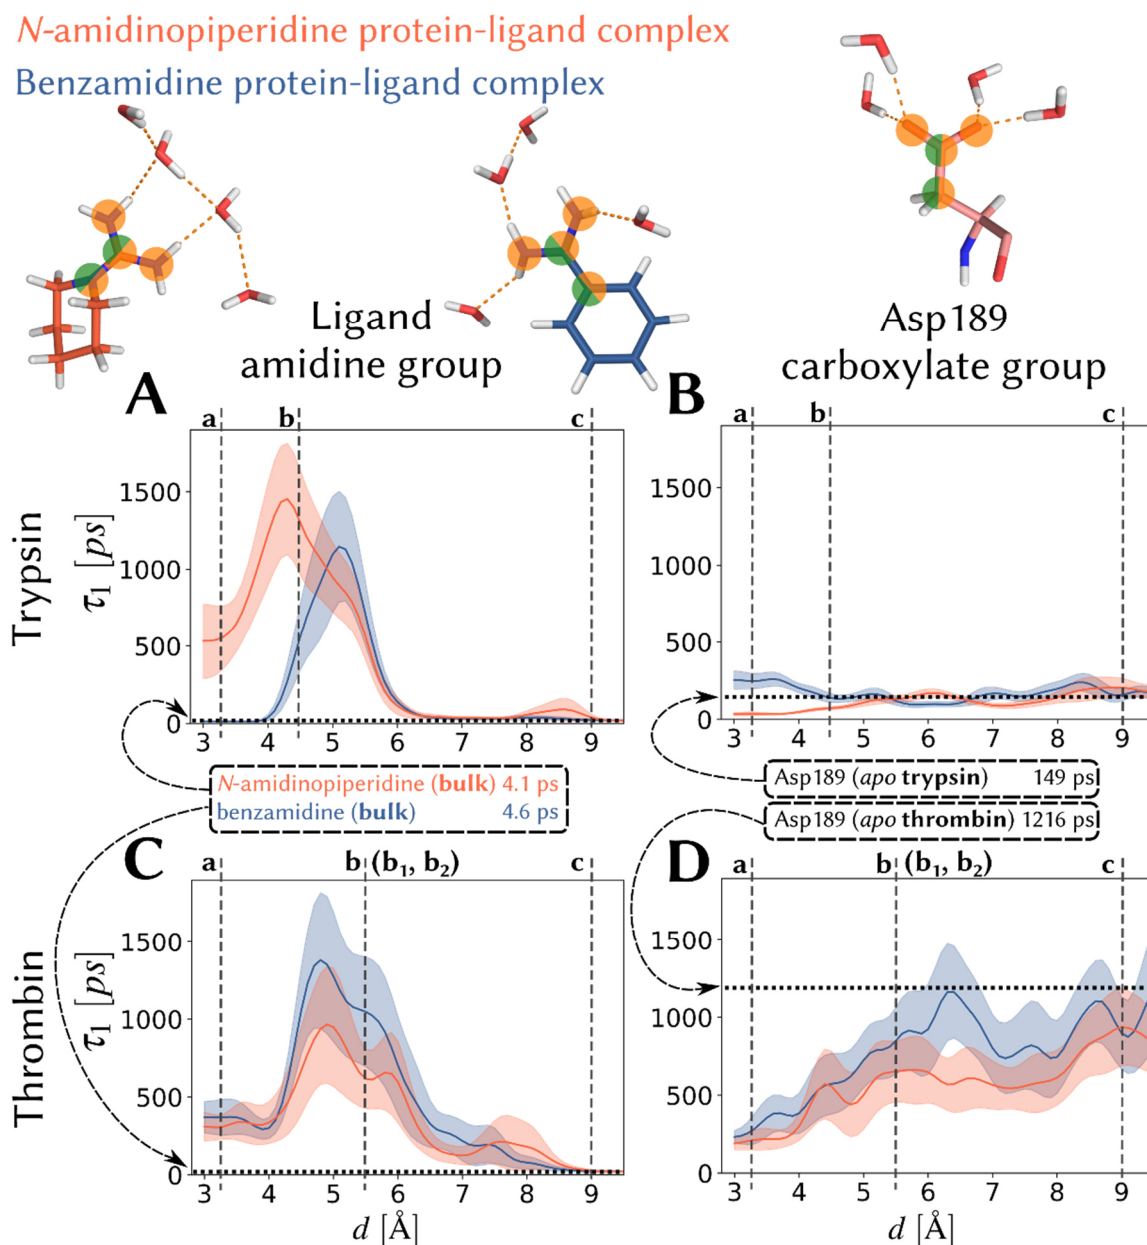 N-amidinopiperidine protein-ligand complex
Benzamidine protein-ligand complex
Ligand
amidine group
Asp189
carboxylate group
A
a b c
Trypsin
τ1 [ps]
1500
1000
500
0
3 4 5 6 7 8 9
B
a b c
1500
1000
500
0
3 4 5 6 7 8 9
N-amidinopiperidine (bulk) 4.1 ps
benzamidine (bulk) 4.6 ps
Asp189 (apo trypsin) 149 ps
Asp189 (apo thrombin) 1216 ps
C
a b (b1, b2) c
Thrombin
τ1 [ps]
1500
1000
500
0
3 4 5 6 7 8 9
d [Å]
D
a b (b1, b2) c
1500
1000
500
0
3 4 5 6 7 8 9
d [Å]